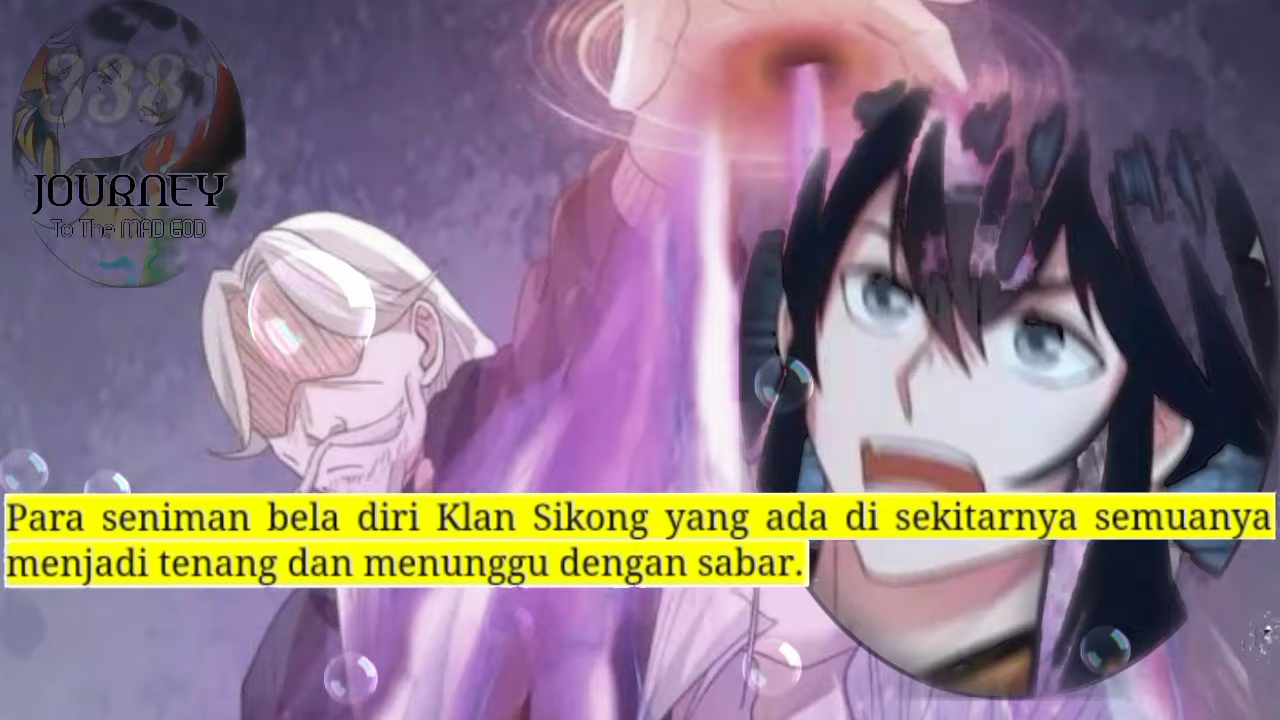 338
JOURNEY
To The MAD GOD
Para seniman bela diri Klan Sikong yang ada di sekitarnya semuanya
menjadi tenang dan menunggu dengan sabar.